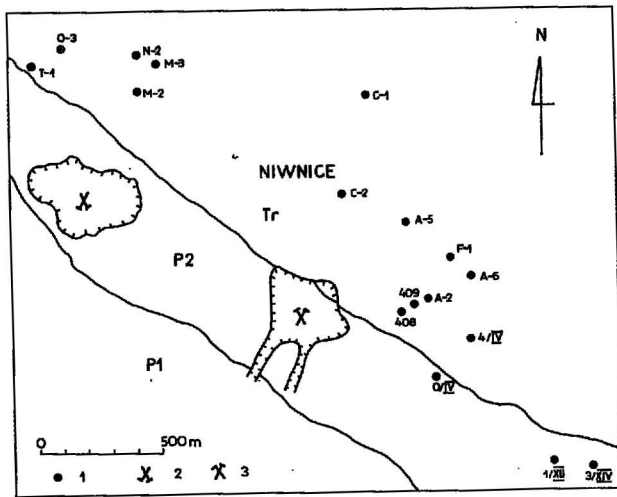 O-3
N-2
M-3
T-1
M-2
C-1
N
NIWNICE
Tr
C-2
A-5
F-1
A-6
P2
409
A-2
408
4/IV
P1
0/IV
0 500 m
1/XII
3/XIV
1 2 3